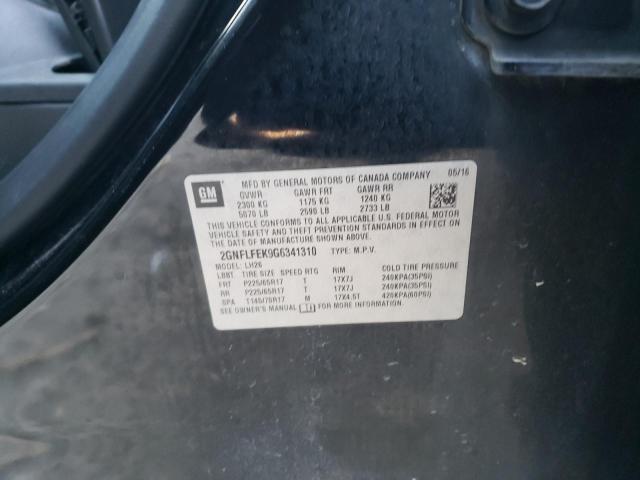 GM MFD BY GENERAL MOTORS OF CANADA COMPANY 05/16
GVWR GAWR FRT GAWR RR
2300 KG 1175 KG 1240 KG
5070 LB 2590 LB 2733 LB
THIS VEHICLE CONFORMS TO ALL APPLICABLE U.S. FEDERAL MOTOR
VEHICLE SAFETY AND THEFT PREVENTION STANDARDS IN EFFECT ON
THE DATE OF MANUFACTURE SHOWN ABOVE.
2GNFLFEK9G6341310 TYPE: M.P.V.
MODEL: LH26
TIRE SIZE SPEED RTG RIM COLD TIRE PRESSURE
FRT P225/65R17 T 17X7J 240KPA(35PSI)
RR P225/65R17 T 17X7J 240KPA(35PSI)
SPA T145/70R17 M 17X4.5T 420KPA(60PSI)
SEE OWNER'S MANUAL FOR MORE INFORMATION.